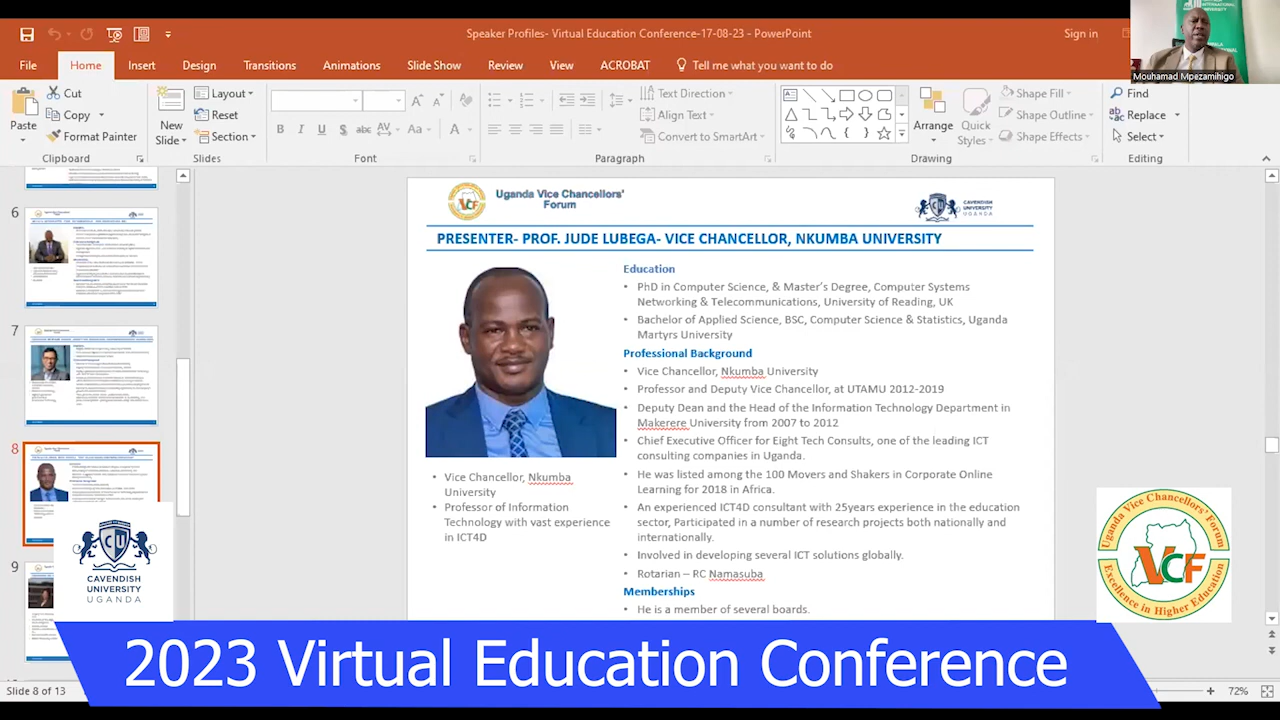 Speaker Profiles- Virtual Education Conference-17-08-23 - PowerPoint
Sign in
Mouhamad Mpezamihigo
File Home Insert Design Transitions Animations Slide Show Review View ACROBAT Tell me what you want to do
Paste
Cut
Copy
Format Painter
Clipboard
New
Slide
Layout
Reset
Section
Slides
B I U S abc AV Aa A
Font
Text Direction
Align Text
Convert to SmartArt
Paragraph
Arrange
Quick
Styles
Shape Fill
Shape Outline
Shape Effects
Drawing
Find
Replace
Select
Editing
6
7
8
9
Uganda Vice Chancellors'
Forum
VCF
CAVENDISH
UNIVERSITY
UGANDA
PRESENTER- PROF. JUDE LUBEGA- VICE CHANCELLOR, NKUMBA UNIVERSITY
Vice Chancellor, Nkumba
University
• Professor of Information
Technology with vast experience
in ICT4D
Education
• PhD in Computer Science, & Master's Degree, Computer System
Networking & Telecommunications, University of Reading, UK
• Bachelor of Applied Science, BSC, Computer Science & Statistics, Uganda
Martyrs University
Professional Background
• Vice Chancellor, Nkumba University
• Professor and Deputy Vice chancellor UTAMU 2012-2019
• Deputy Dean and the Head of the Information Technology Department in
Makerere University from 2007 to 2012
• Chief Executive Officer for Eight Tech Consults, one of the leading ICT
consulting companies in Uganda.
• He was listed among the Movers and Shakers in Corporate Online
Learning for 2018 in Africa.
• An experienced ICT4D consultant with 25years experience in the education
sector, Participated in a number of research projects both nationally and
internationally.
• Involved in developing several ICT solutions globally.
• Rotarian – RC Namasuba
Memberships
• He is a member of several boards.
CU
CAVENDISH
UNIVERSITY
UGANDA
Uganda Vice Chancellors' Forum
VCF
Excellence in Higher Education
2023 Virtual Education Conference
Slide 8 of 13
72%